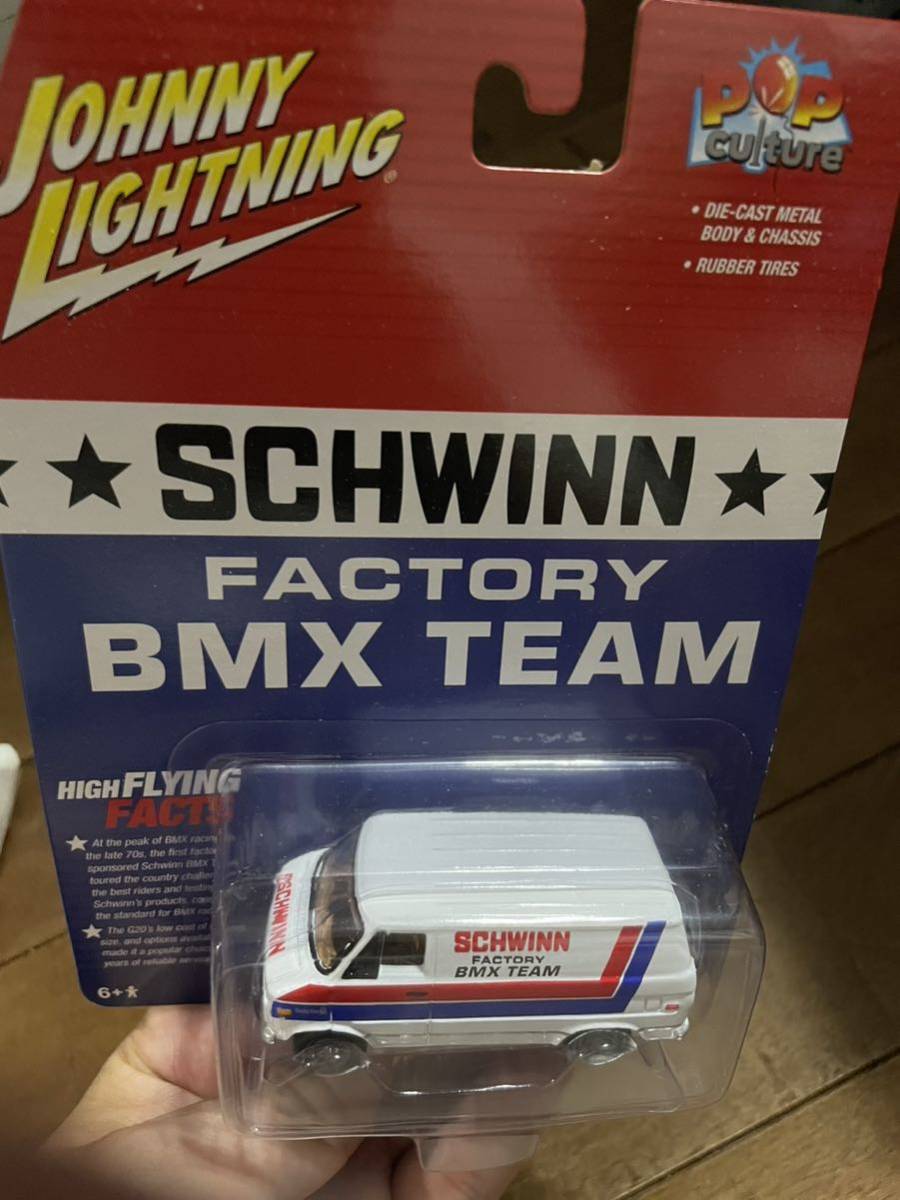 JOHNNY
LIGHTNING
POP
culture
• DIE-CAST METAL
BODY & CHASSIS
• RUBBER TIRES
SCHWINN
FACTORY
BMX TEAM
HIGH FLYING
FACTS
At the peak of BMX racing
the late 70s, the first
sponsored Schwinn BMX
toured the country
the best riders and
Schwinn's products,
the standard for BMX
The G20's low cost of
size, and options
made it a popular
years of reliable
6+
SCHWINN
SCHWINN
FACTORY
BMX TEAM